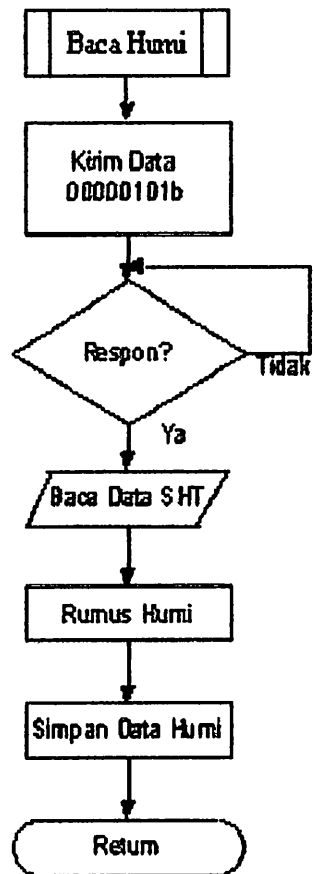 Baca Humi
Kirim Data
00000101b
Respon?
Tidak
Ya
Baca Data SHT
Rumus Humi
Simpan Data Humi
Return